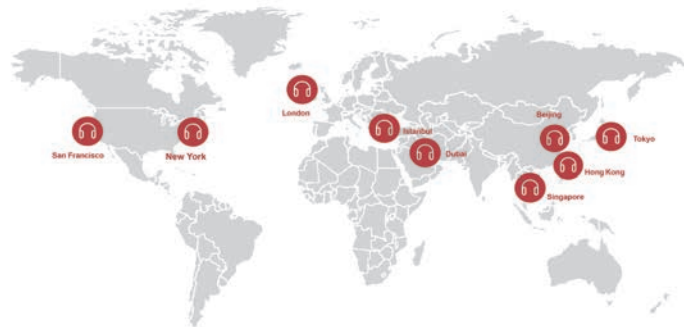 London
San Francisco
New York
Istanbul
Dubai
Beijing
Tokyo
Hong Kong
Singapore